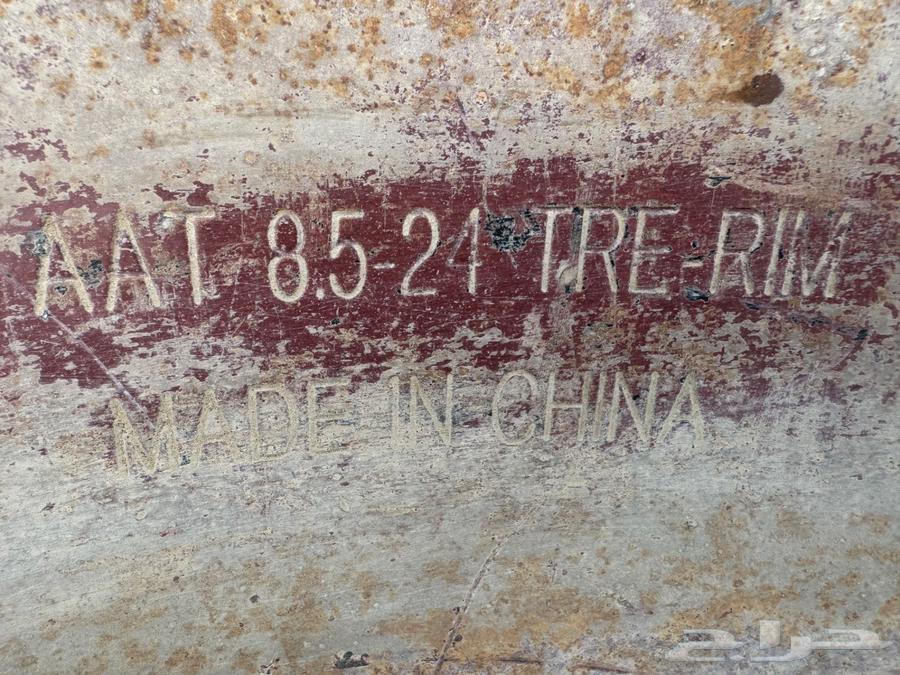 AAT 8.5-24 TRE-RIM
MADE IN CHINA
حراج